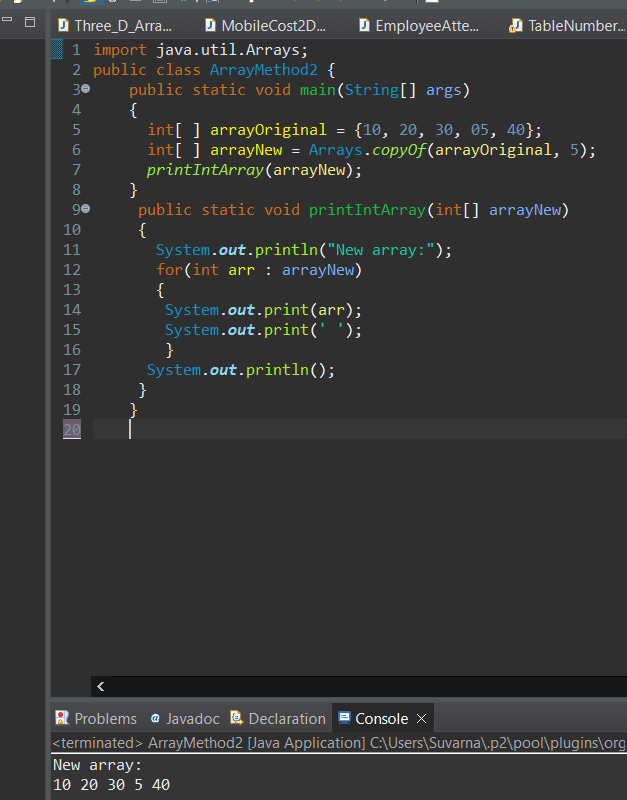 Three_D_Arra... MobileCost2D... EmployeeAtte... TableNumber...
1 import java.util.Arrays;
2 public class ArrayMethod2 {
3 public static void main(String[] args)
4 {
5 int[ ] arrayOriginal = {10, 20, 30, 05, 40};
6 int[ ] arrayNew = Arrays.copyOf(arrayOriginal, 5);
7 printIntArray(arrayNew);
8 }
9 public static void printIntArray(int[] arrayNew)
10 {
11 System.out.println("New array:");
12 for(int arr : arrayNew)
13 {
14 System.out.print(arr);
15 System.out.print(' ');
16 }
17 System.out.println();
18 }
19 }
20
Problems @ Javadoc Declaration Console
<terminated> ArrayMethod2 [Java Application] C:\Users\Suvarna\.p2\pool\plugins\org
New array:
10 20 30 5 40